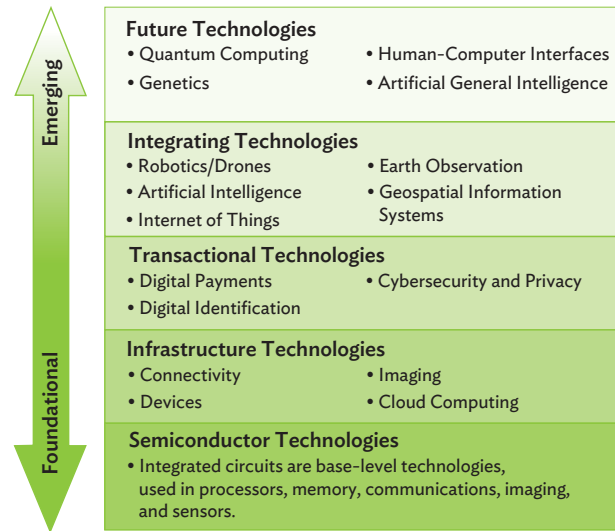 Emerging
Foundational
Future Technologies
• Quantum Computing
• Genetics
• Human-Computer Interfaces
• Artificial General Intelligence
Integrating Technologies
• Robotics/Drones
• Artificial Intelligence
• Internet of Things
• Earth Observation
• Geospatial Information
Systems
Transactional Technologies
• Digital Payments
• Digital Identification
• Cybersecurity and Privacy
Infrastructure Technologies
• Connectivity
• Devices
• Imaging
• Cloud Computing
Semiconductor Technologies
• Integrated circuits are base-level technologies,
used in processors, memory, communications, imaging,
and sensors.